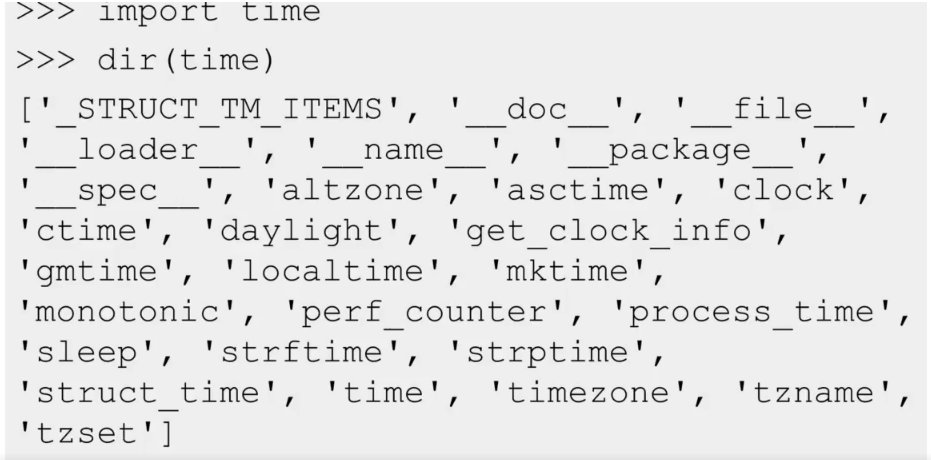 >>> import time
>>> dir(time)
['_STRUCT_TM_ITEMS', '__doc__', '__file__',
'__loader__', '__name__', '__package__',
'__spec__', 'altzone', 'asctime', 'clock',
'ctime', 'daylight', 'get_clock_info',
'gmtime', 'localtime', 'mktime',
'monotonic', 'perf_counter', 'process_time',
'sleep', 'strftime', 'strptime',
'struct_time', 'time', 'timezone', 'tzname',
'tzset']